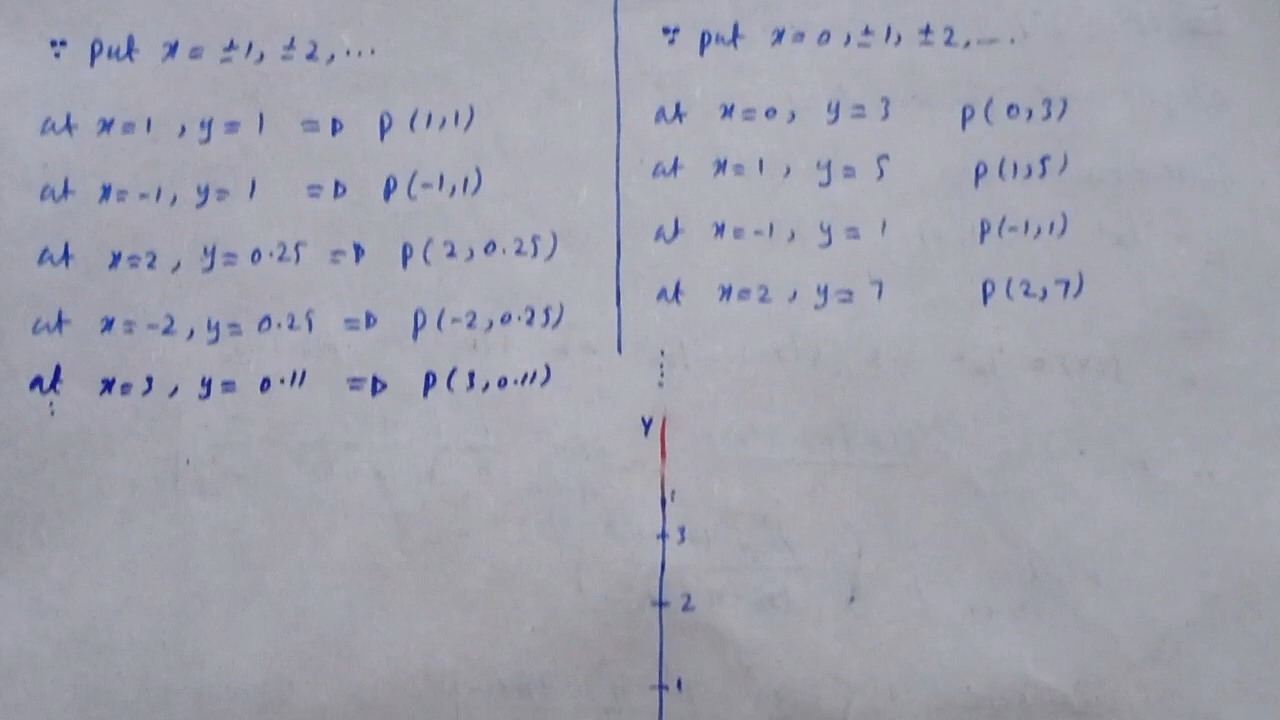 ∵ put x = ±1, ±2, ...
at x=1, y=1 => P(1,1)
at x=-1, y=1 => P(-1,1)
at x=2, y=0.25 => P(2,0.25)
at x=-2, y=0.25 => P(-2,0.25)
at x=3, y=0.11 => P(3,0.11)
⋮
∵ put x=0, ±1, ±2, ...
at x=0, y=3 P(0,3)
at x=1, y=5 P(1,5)
at x=-1, y=1 P(-1,1)
at x=2, y=7 P(2,7)
⋮
Y
3
2
1